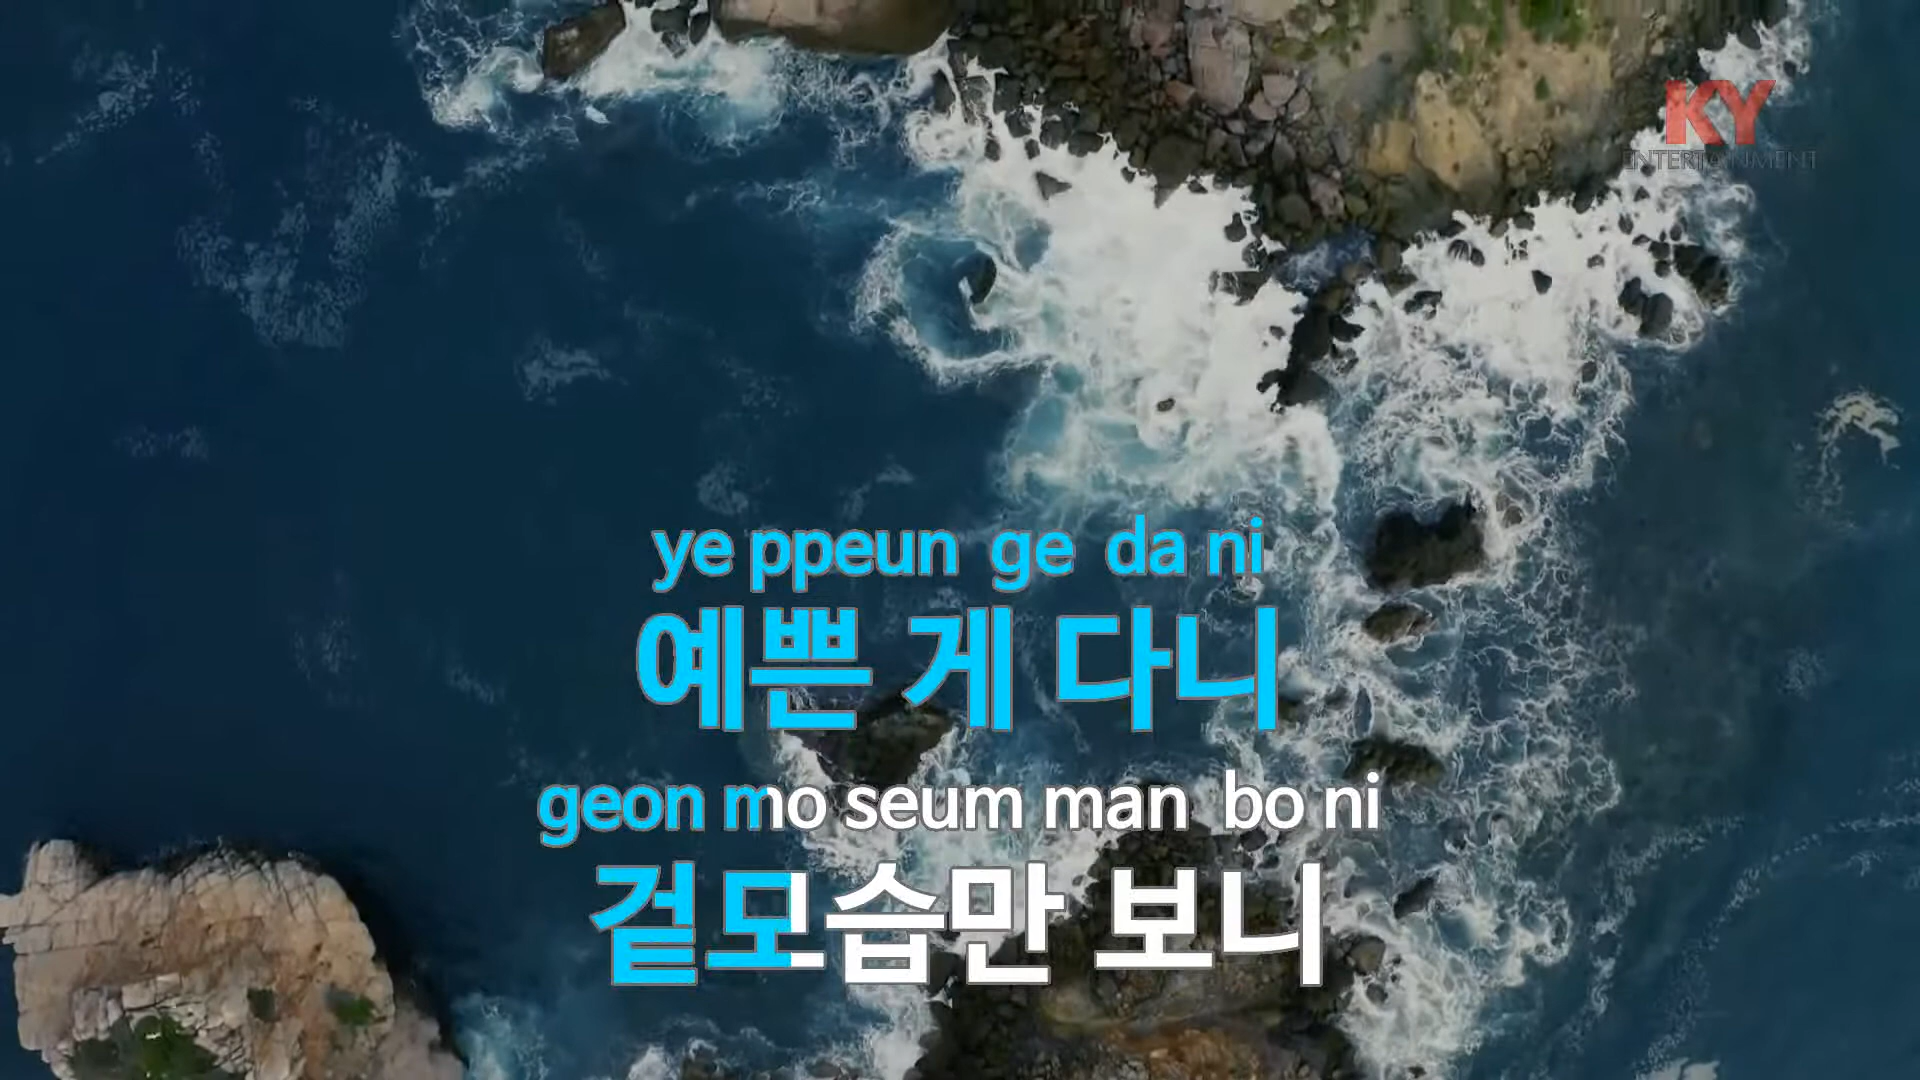 KY
ENTERTAINMENT
ye ppeun ge da ni
예쁜 게 다니
geon mo seum man bo ni
겉모습만 보니